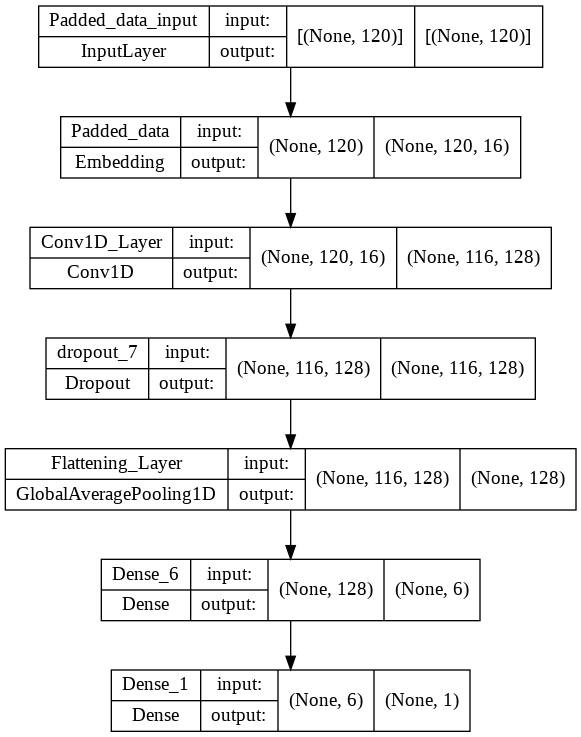 Padded_data_input input: [(None, 120)] [(None, 120)]
InputLayer output:
Padded_data input: (None, 120) (None, 120, 16)
Embedding output:
Conv1D_Layer input: (None, 120, 16) (None, 116, 128)
Conv1D output:
dropout_7 input: (None, 116, 128) (None, 116, 128)
Dropout output:
Flattening_Layer input: (None, 116, 128) (None, 128)
GlobalAveragePooling1D output:
Dense_6 input: (None, 128) (None, 6)
Dense output:
Dense_1 input: (None, 6) (None, 1)
Dense output: